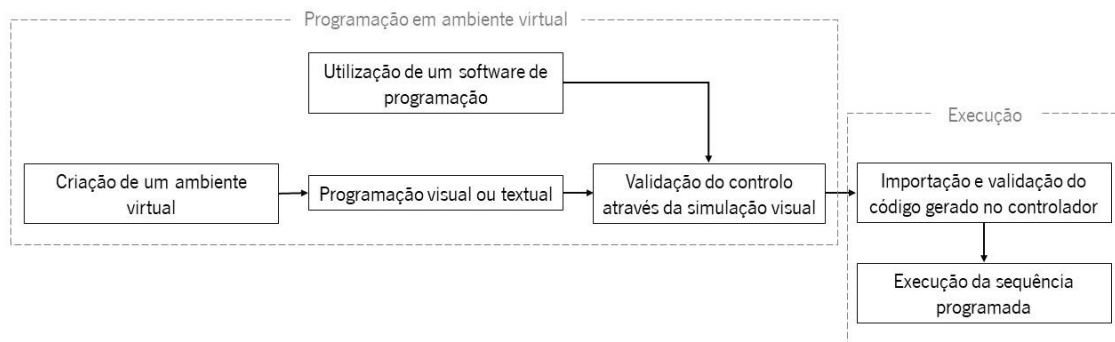 Programação em ambiente virtual
Utilização de um software de
programação
Execução
Criação de um ambiente
virtual
Programação visual ou textual
Validação do controlo
através da simulação visual
Importação e validação do
código gerado no controlador
Execução da sequência
programada